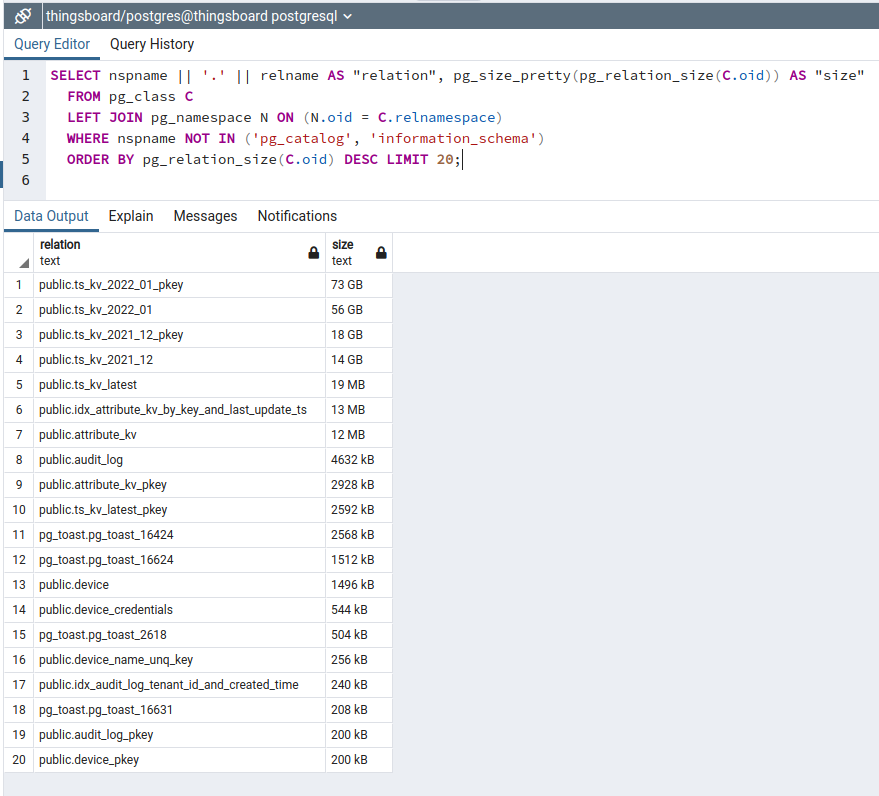 thingsboard/postgres@thingsboard postgresql
Query Editor Query History
1 SELECT nspname || '.' || relname AS "relation", pg_size_pretty(pg_relation_size(C.oid)) AS "size"
2 FROM pg_class C
3 LEFT JOIN pg_namespace N ON (N.oid = C.relnamespace)
4 WHERE nspname NOT IN ('pg_catalog', 'information_schema')
5 ORDER BY pg_relation_size(C.oid) DESC LIMIT 20;
6
Data Output Explain Messages Notifications
relation size
text text
1 public.ts_kv_2022_01_pkey 73 GB
2 public.ts_kv_2022_01 56 GB
3 public.ts_kv_2021_12_pkey 18 GB
4 public.ts_kv_2021_12 14 GB
5 public.ts_kv_latest 19 MB
6 public.idx_attribute_kv_by_key_and_last_update_ts 13 MB
7 public.attribute_kv 12 MB
8 public.audit_log 4632 kB
9 public.attribute_kv_pkey 2928 kB
10 public.ts_kv_latest_pkey 2592 kB
11 pg_toast.pg_toast_16424 2568 kB
12 pg_toast.pg_toast_16624 1512 kB
13 public.device 1496 kB
14 public.device_credentials 544 kB
15 pg_toast.pg_toast_2618 504 kB
16 public.device_name_unq_key 256 kB
17 public.idx_audit_log_tenant_id_and_created_time 240 kB
18 pg_toast.pg_toast_16631 208 kB
19 public.audit_log_pkey 200 kB
20 public.device_pkey 200 kB